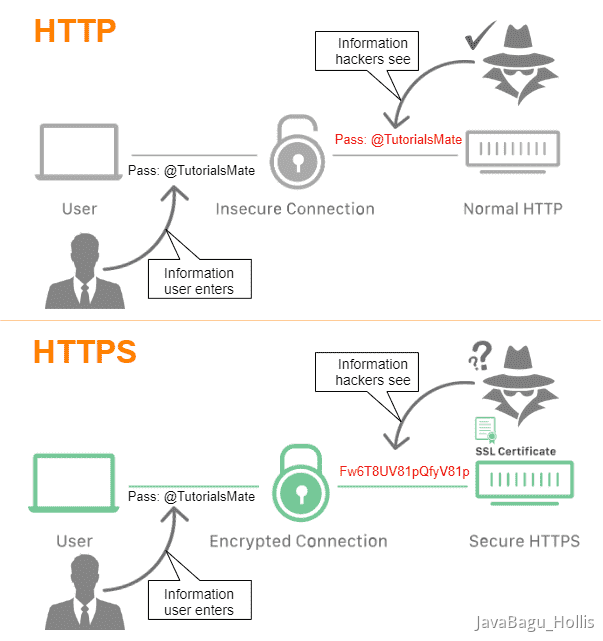 HTTP
Information
hackers see
Pass: @TutorialsMate
Pass: @TutorialsMate
User
Insecure Connection
Normal HTTP
Information
user enters
HTTPS
Information
hackers see
SSL Certificate
Fw6T8UV81pQfyV81p
Pass: @TutorialsMate
User
Encrypted Connection
Secure HTTPS
Information
user enters
JavaBagu_Hollis